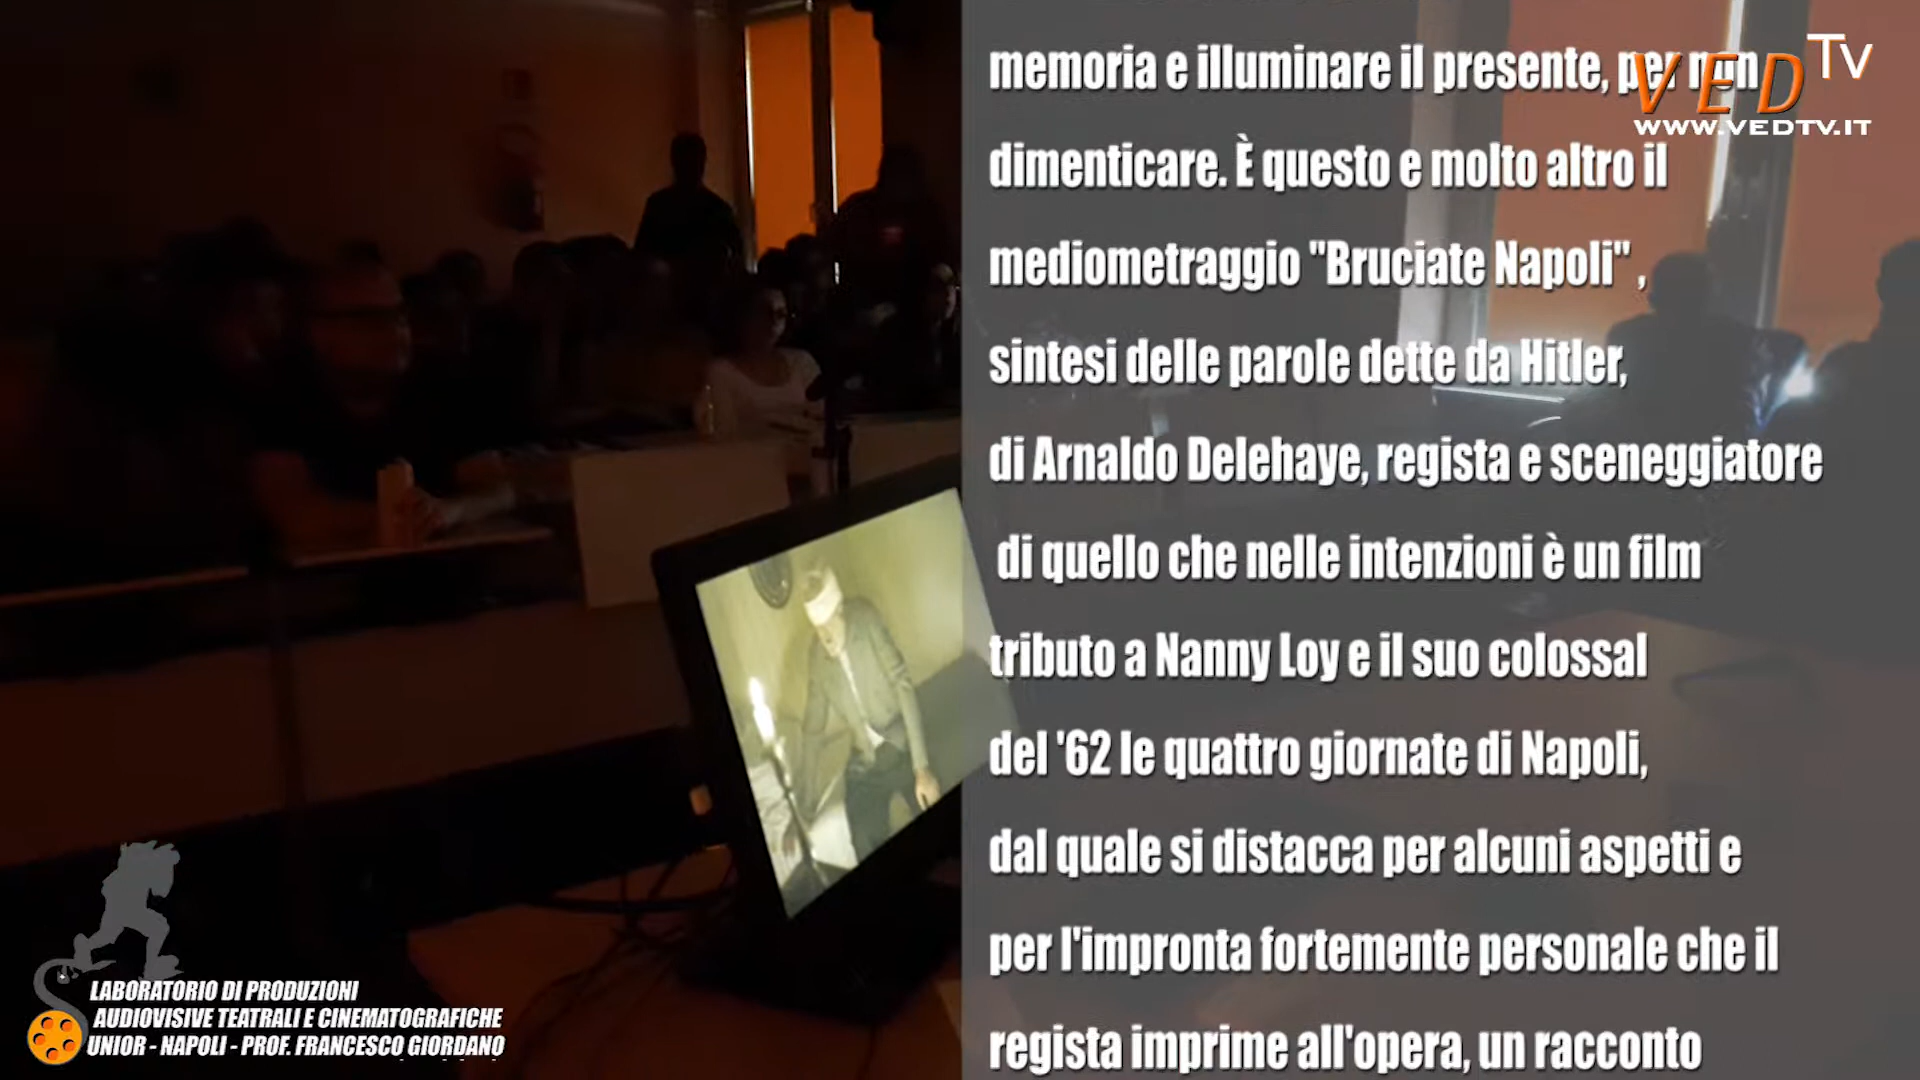 memoria e illuminare il presente, per non
dimenticare. È questo e molto altro il
mediometraggio "Bruciate Napoli" ,
sintesi delle parole dette da Hitler,
di Arnaldo Delehaye, regista e sceneggiatore
di quello che nelle intenzioni è un film
tributo a Nanny Loy e il suo colossal
del '62 le quattro giornate di Napoli,
dal quale si distacca per alcuni aspetti e
per l'impronta fortemente personale che il
regista imprime all'opera, un racconto
VED TV
WWW.VEDTV.IT
LABORATORIO DI PRODUZIONI
AUDIOVISIVE TEATRALI E CINEMATOGRAFICHE
UNIOR - NAPOLI - PROF. FRANCESCO GIORDANO